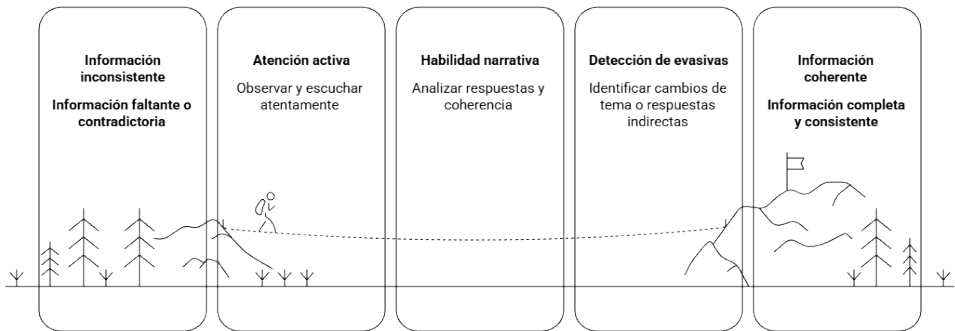 Información
inconsistente
Información faltante o
contradictoria
Atención activa
Observar y escuchar
atentamente
Habilidad narrativa
Analizar respuestas y
coherencia
Detección de evasivas
Identificar cambios de
tema o respuestas
indirectas
Información
coherente
Información completa
y consistente